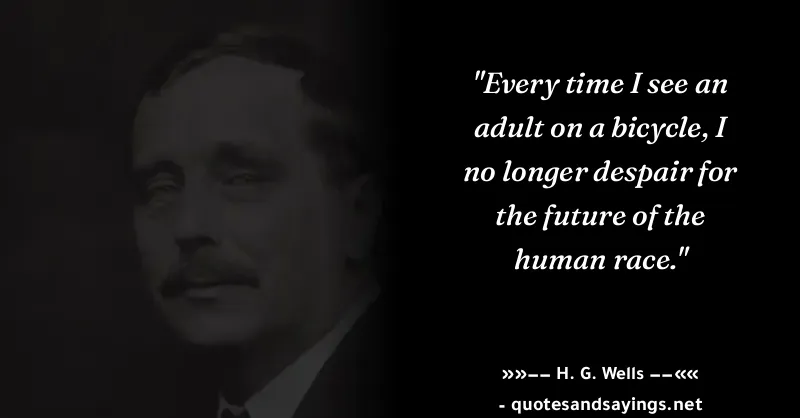 "Every time I see an
adult on a bicycle, I
no longer despair for
the future of the
human race."
»»−− H. G. Wells −−««
- quotesandsayings.net